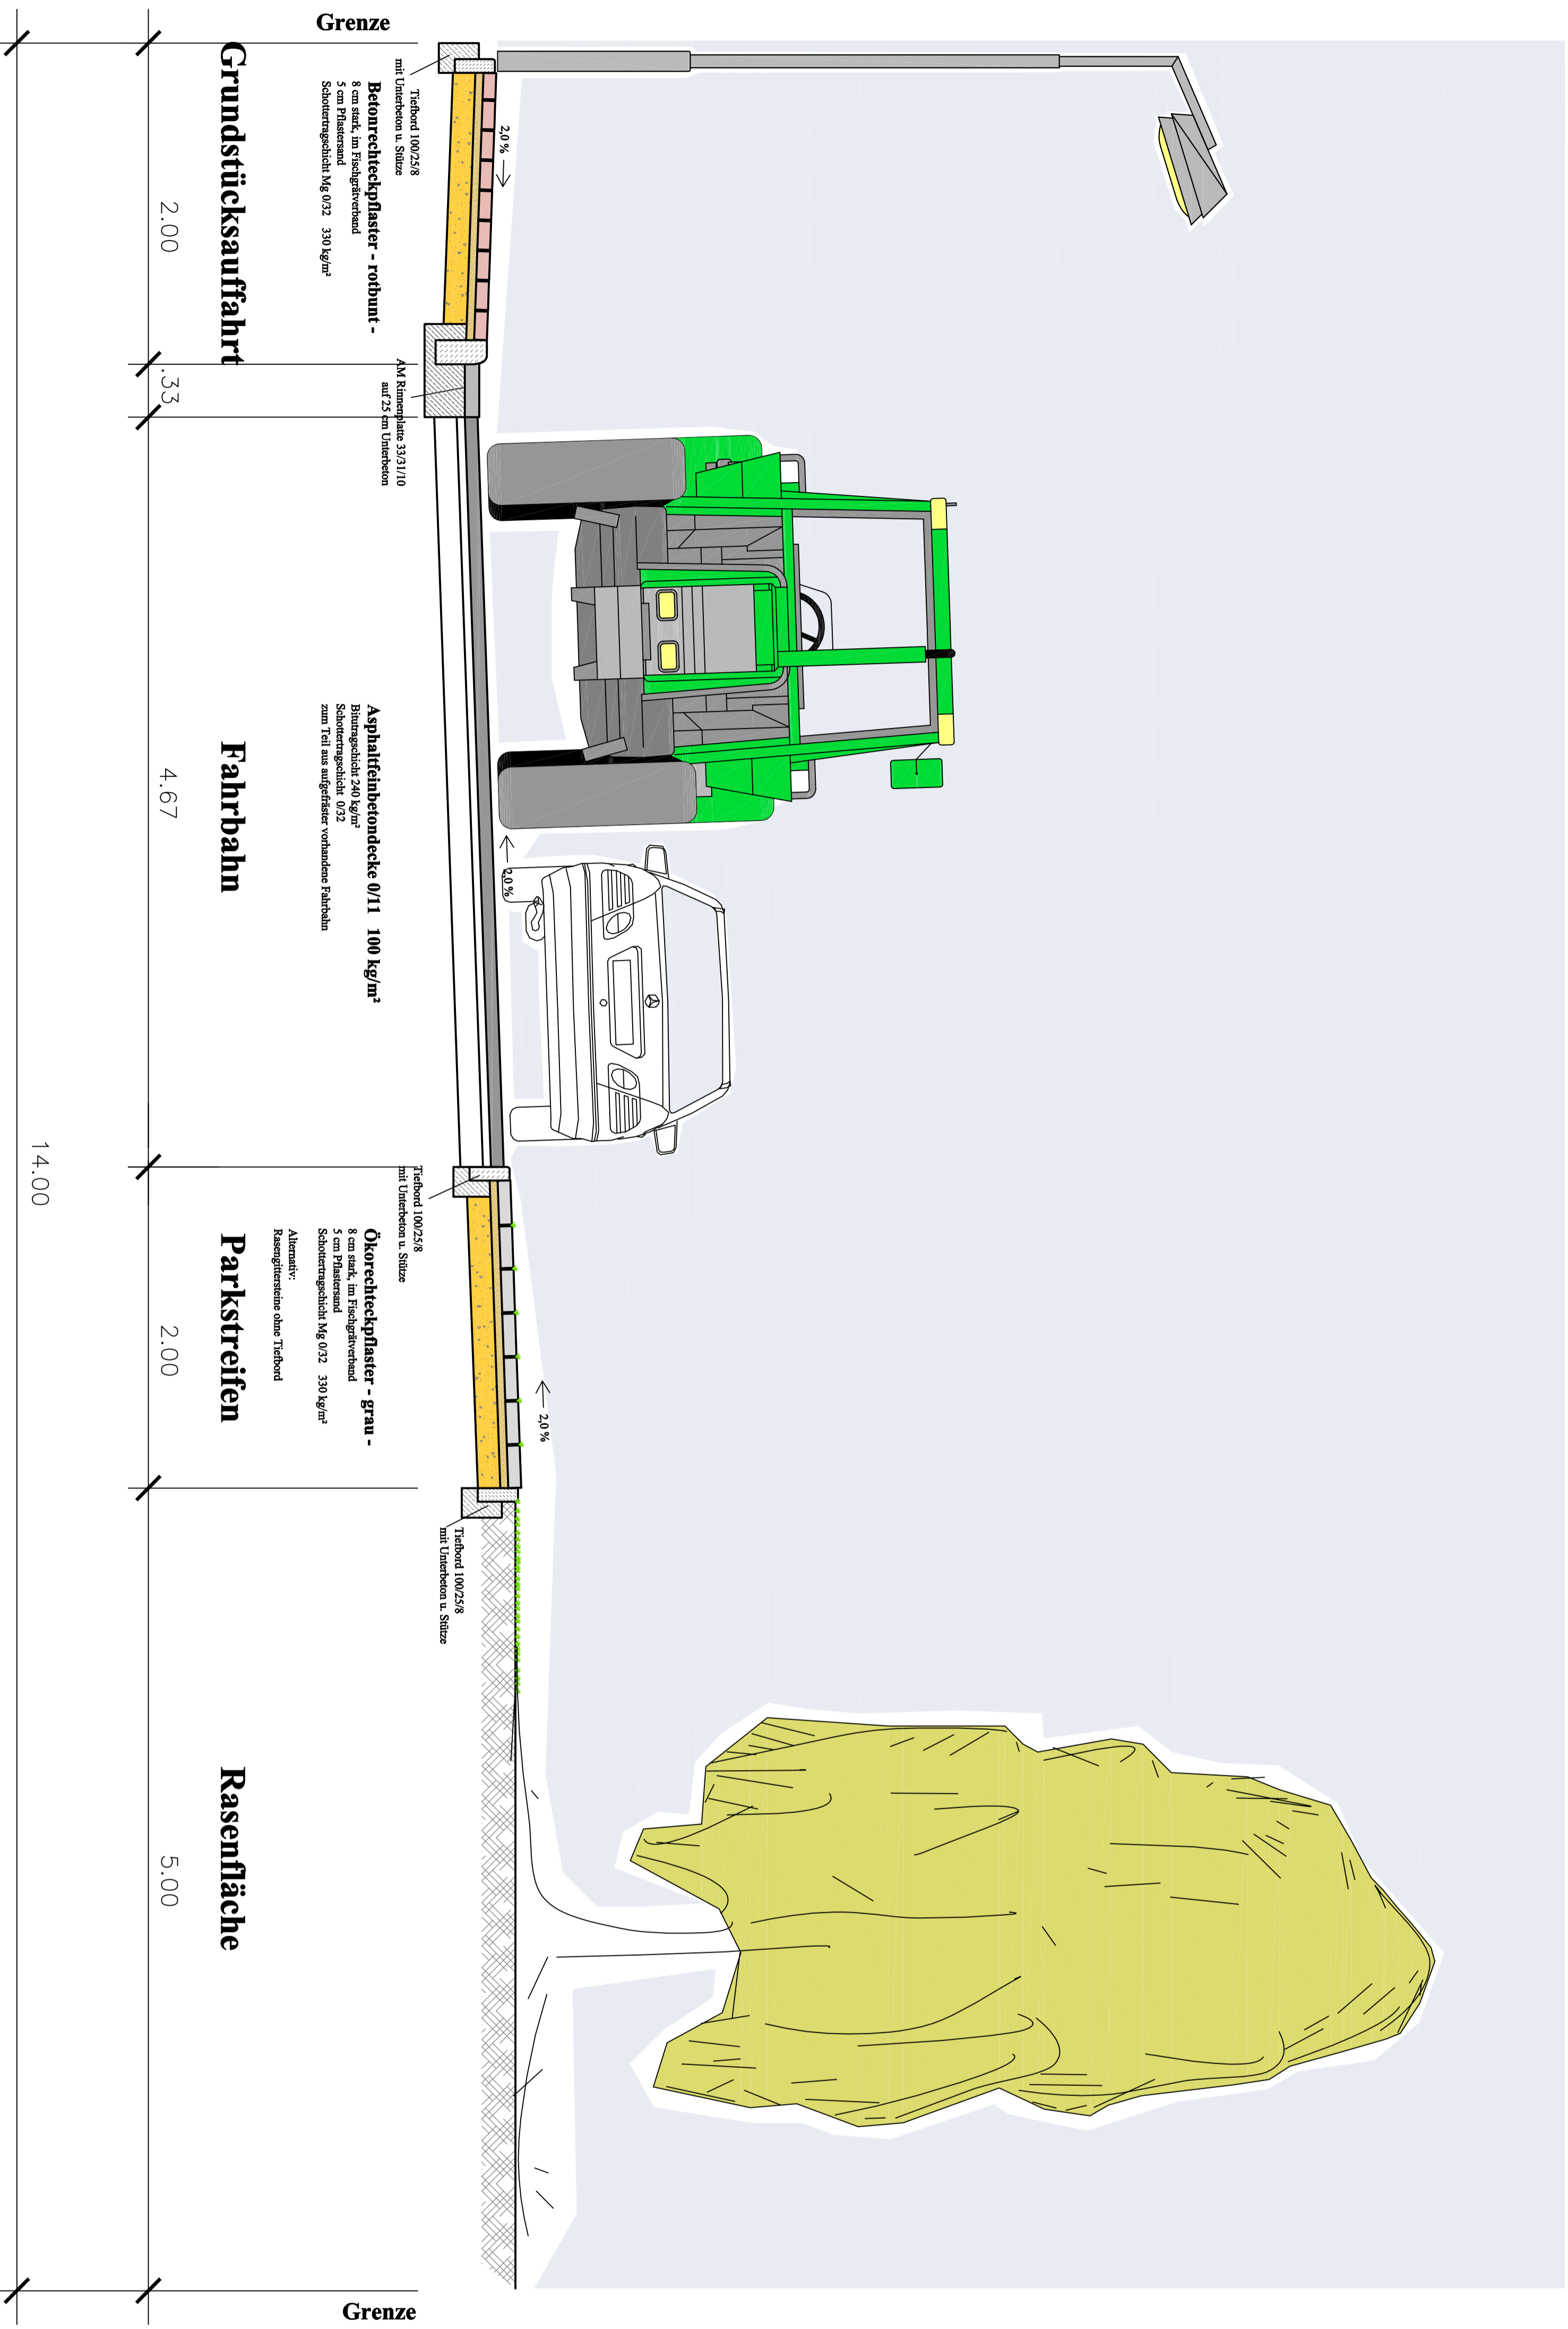 Grenze
Tiefbord 100/25/8
mit Unterbeton u. Stütze
2,0 %
Betonrechteckpflaster - rotbunt -
8 cm stark, im Fischgrätverband
5 cm Pflastersand
Schottertragschicht Mg 0/32 330 kg/m²
Grundstücksauffahrt
2.00
AM Rinnenplatte 33/31/10
auf 25 cm Unterbeton
.33
2,0 %
Asphaltfeinbetondecke 0/11 100 kg/m²
Bitutragschicht 240 kg/m²
Schottertragschicht 0/32
zum Teil aus aufgefräster vorhandene Fahrbahn
Fahrbahn
4.67
Tiefbord 100/25/8
mit Unterbeton u. Stütze
2,0 %
Ökorechteckpflaster - grau -
8 cm stark, im Fischgrätverband
5 cm Pflastersand
Schottertragschicht Mg 0/32 330 kg/m²
Alternativ:
Rasengittersteine ohne Tiefbord
Parkstreifen
2.00
Tiefbord 100/25/8
mit Unterbeton u. Stütze
Rasenfläche
5.00
14.00
Grenze